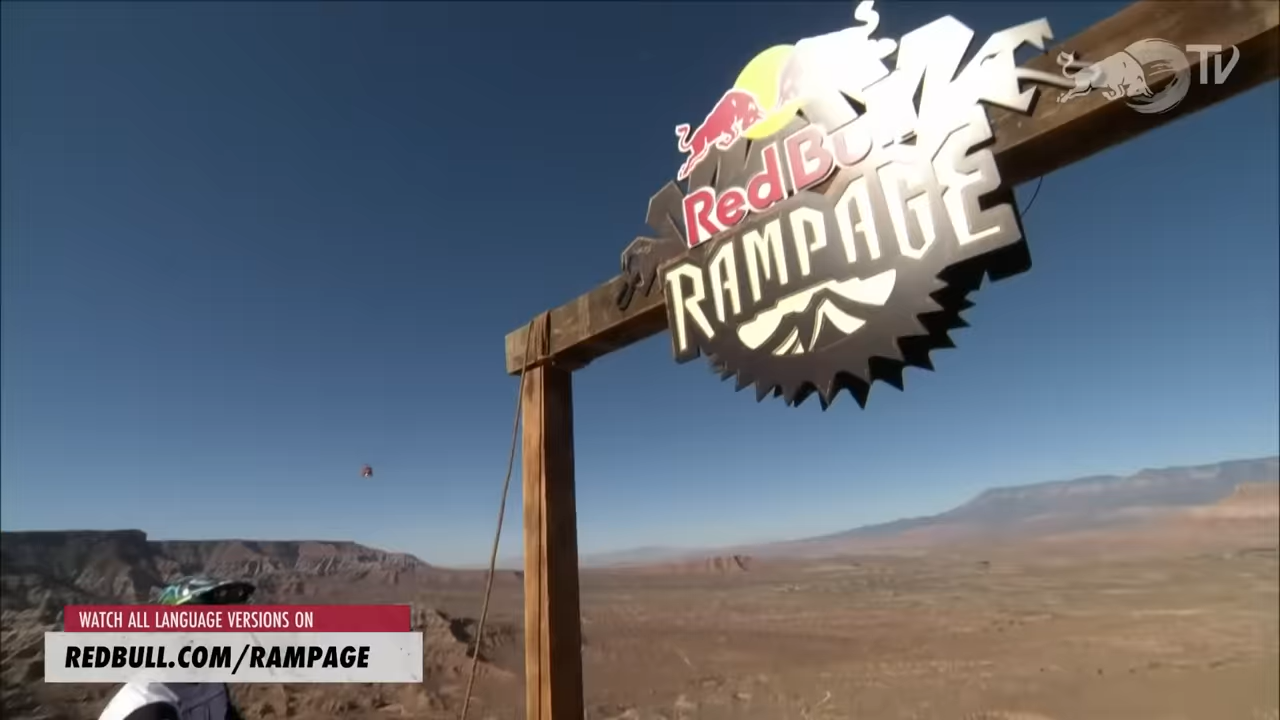 TV
Red Bull
RAMPAGE
WATCH ALL LANGUAGE VERSIONS ON
REDBULL.COM/RAMPAGE